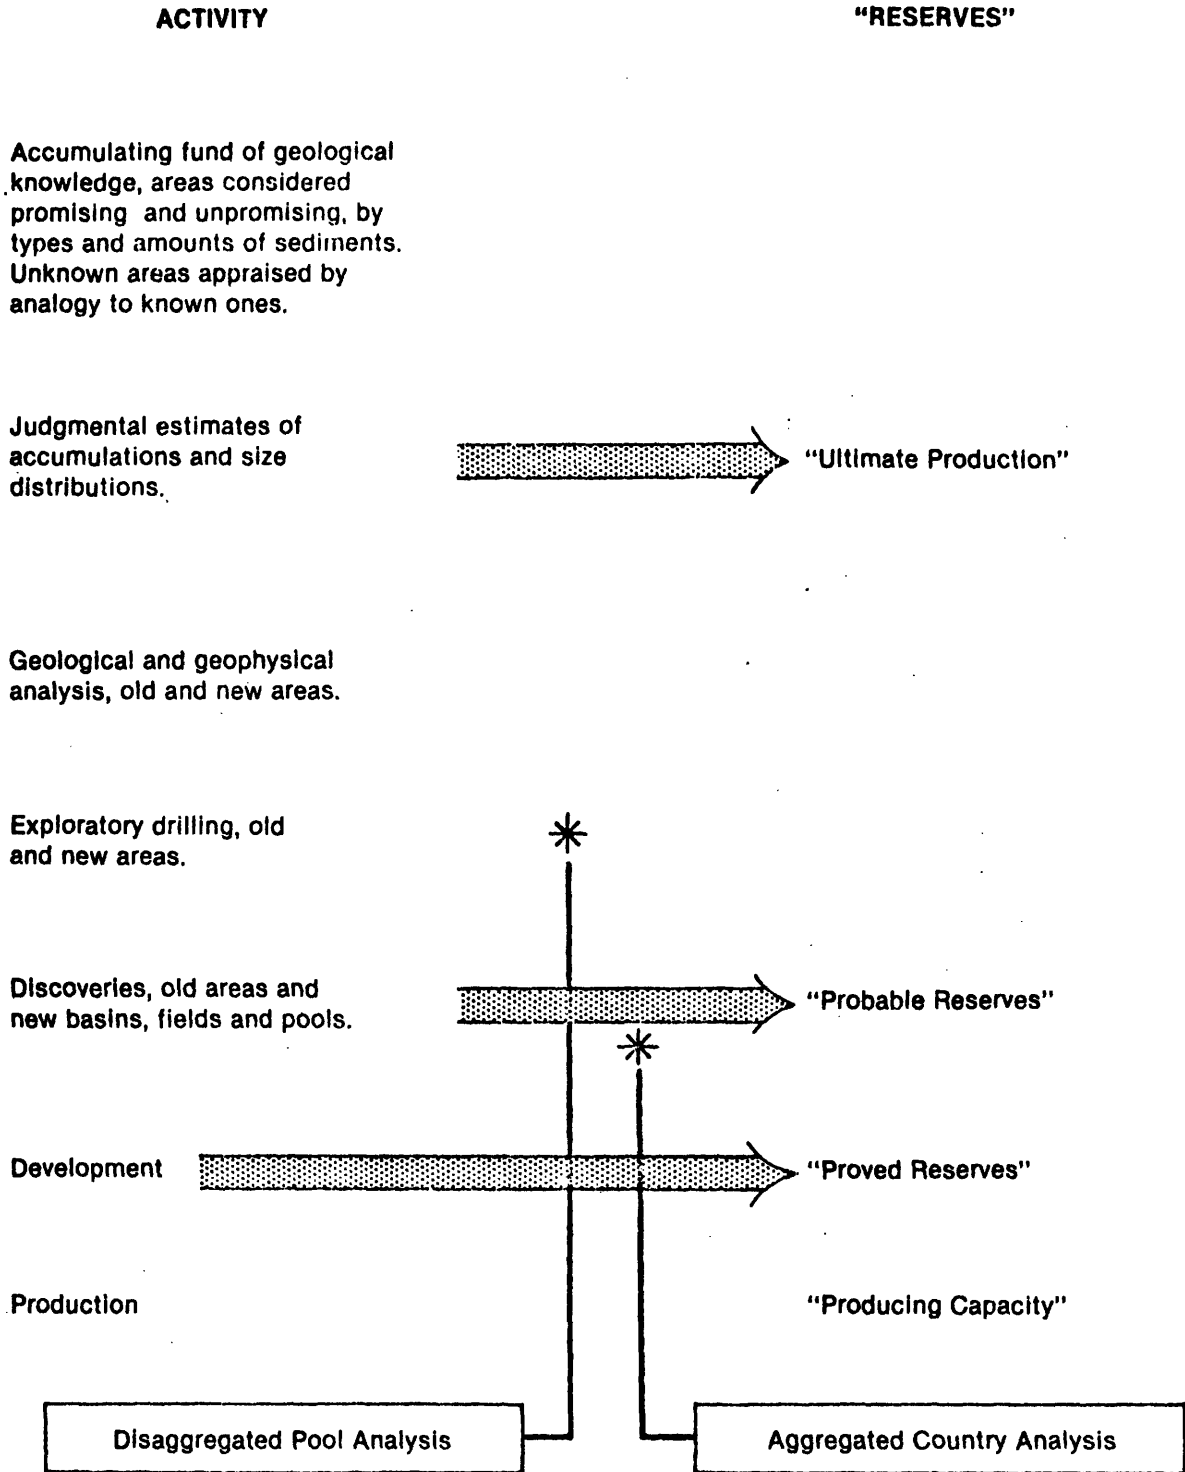 ACTIVITY
"RESERVES"
Accumulating fund of geological
knowledge, areas considered
promising and unpromising, by
types and amounts of sediments.
Unknown areas appraised by
analogy to known ones.
Judgmental estimates of
accumulations and size
distributions.
"Ultimate Production"
Geological and geophysical
analysis, old and new areas.
Exploratory drilling, old
and new areas.
Discoveries, old areas and
new basins, fields and pools.
"Probable Reserves"
Development
"Proved Reserves"
Production
"Producing Capacity"
Disaggregated Pool Analysis
Aggregated Country Analysis